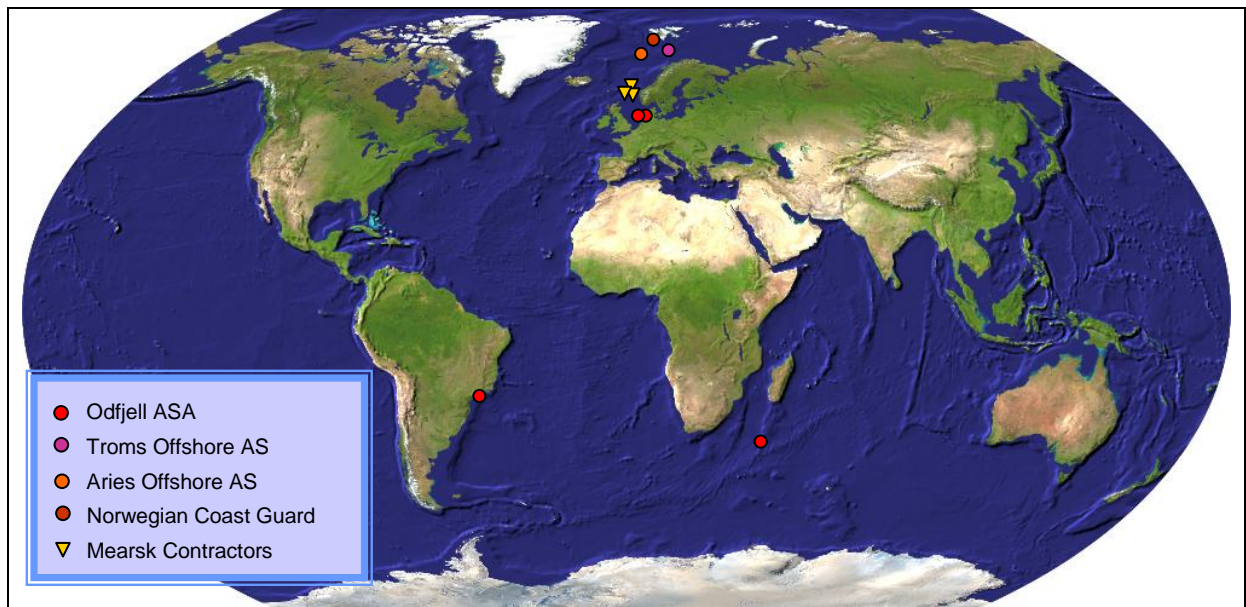 Odfjell ASA
Troms Offshore AS
Aries Offshore AS
Norwegian Coast Guard
Mearsk Contractors